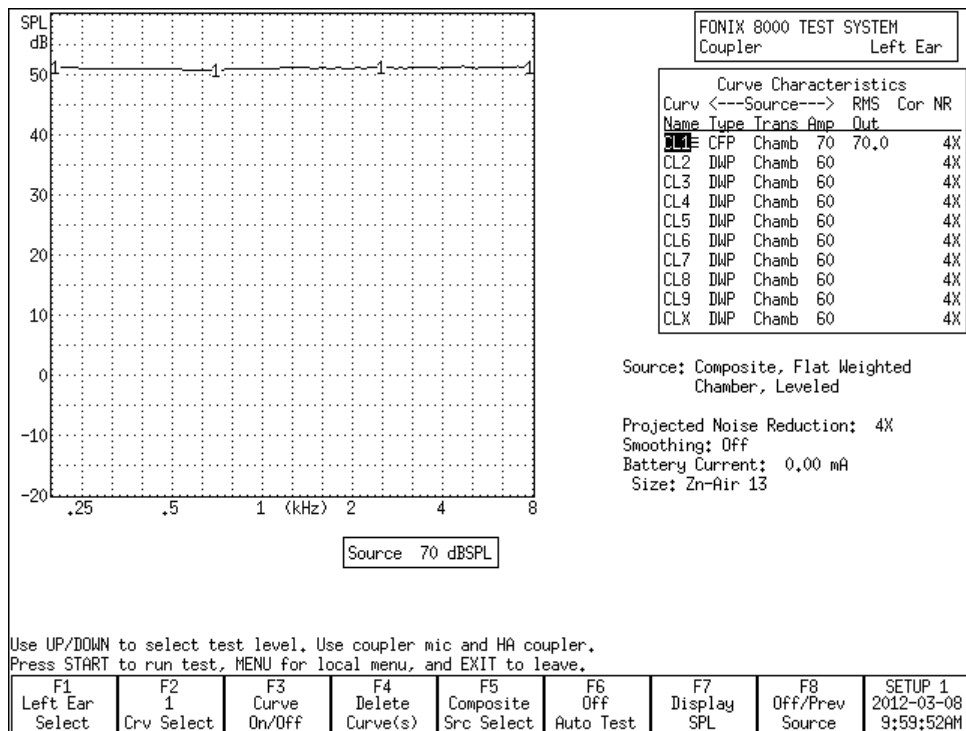 SPL
dB
50
40
30
20
10
0
-10
-20
.25 .5 1 (kHz) 2 4 8
1 1 1 1
Source 70 dBSPL
FONIX 8000 TEST SYSTEM
Coupler Left Ear
Curve Characteristics
Curv <---Source---> RMS Cor NR
Name Type Trans Amp Out
CL1≡ CFP Chamb 70 70.0 4X
CL2 DWP Chamb 60 4X
CL3 DWP Chamb 60 4X
CL4 DWP Chamb 60 4X
CL5 DWP Chamb 60 4X
CL6 DWP Chamb 60 4X
CL7 DWP Chamb 60 4X
CL8 DWP Chamb 60 4X
CL9 DWP Chamb 60 4X
CLX DWP Chamb 60 4X
Source: Composite, Flat Weighted
Chamber, Leveled
Projected Noise Reduction: 4X
Smoothing: Off
Battery Current: 0.00 mA
Size: Zn-Air 13
Use UP/DOWN to select test level. Use coupler mic and HA coupler.
Press START to run test, MENU for local menu, and EXIT to leave.
F1 F2 F3 F4 F5 F6 F7 F8 SETUP 1
Left Ear 1 Curve Delete Composite Off Display Off/Prev 2012-03-08
Select Crv Select On/Off Curve(s) Src Select Auto Test SPL Source 9:59:52AM